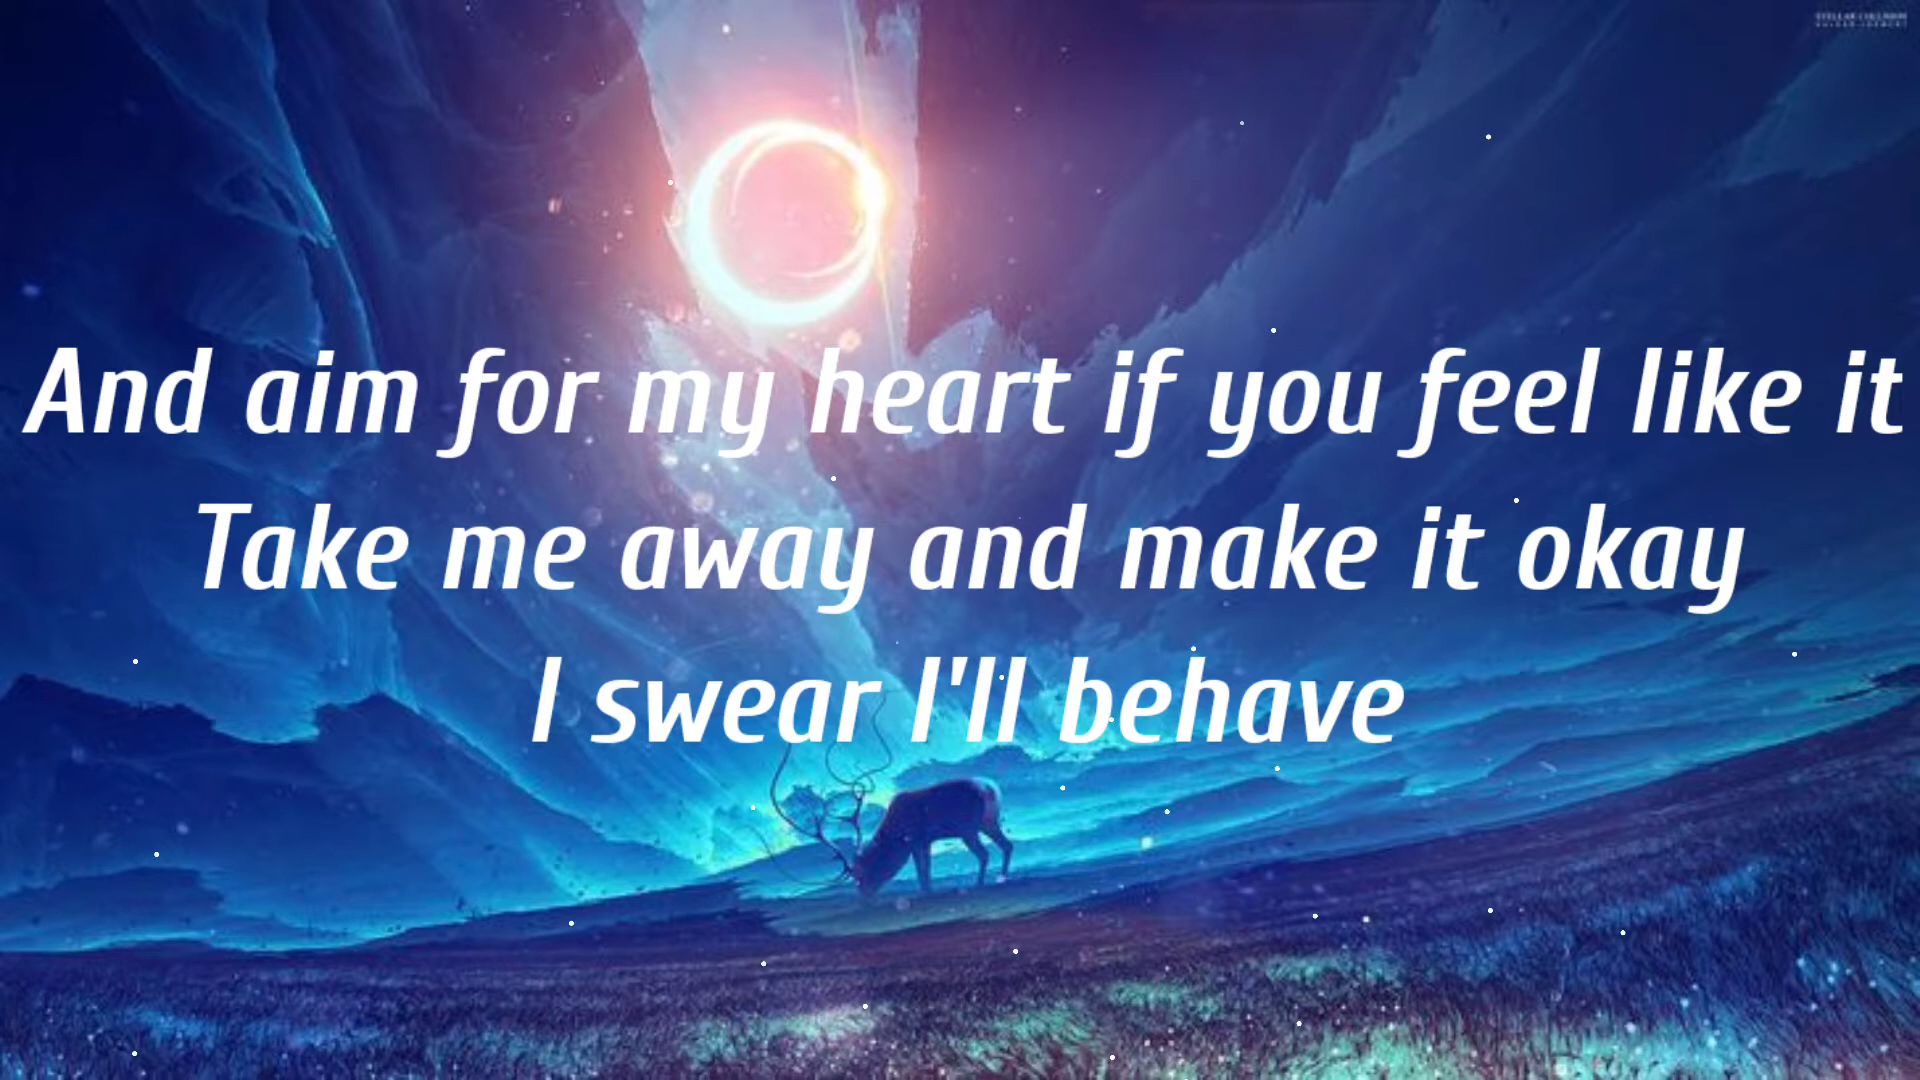 And aim for my heart if you feel like it
Take me away and make it okay
I swear I'll behave